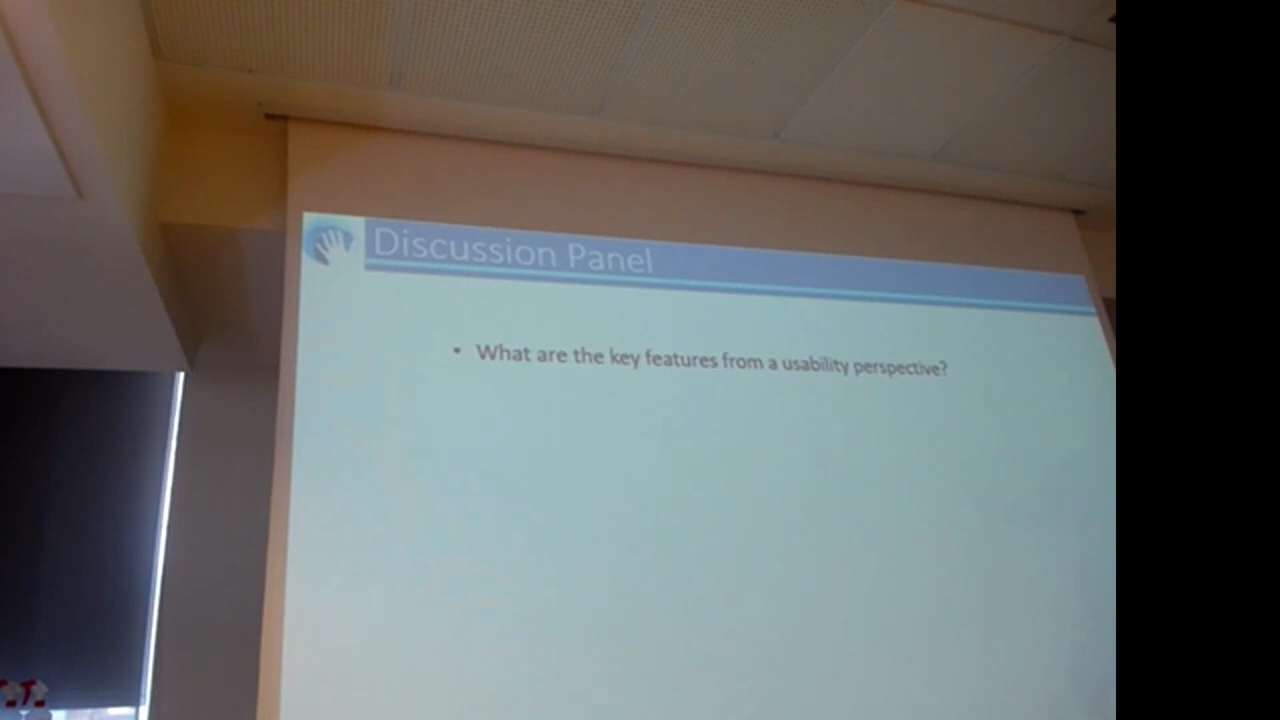 Discussion Panel
• What are the key features from a usability perspective?